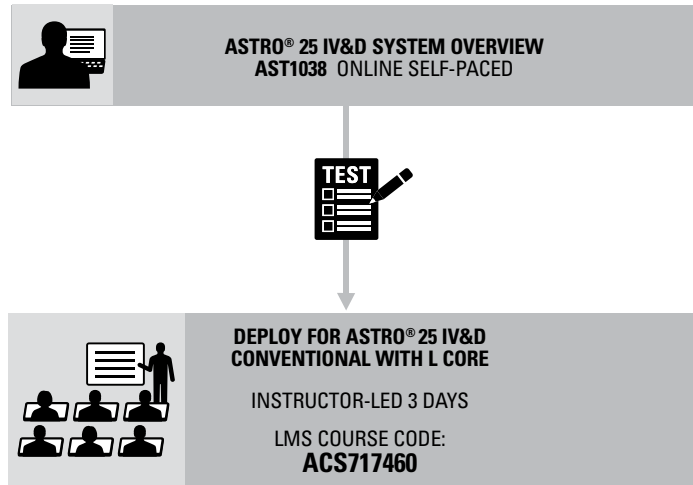 ASTRO® 25 IV&D SYSTEM OVERVIEW
AST1038 ONLINE SELF-PACED
TEST
DEPLOY FOR ASTRO® 25 IV&D
CONVENTIONAL WITH L CORE
INSTRUCTOR-LED 3 DAYS
LMS COURSE CODE:
ACS717460